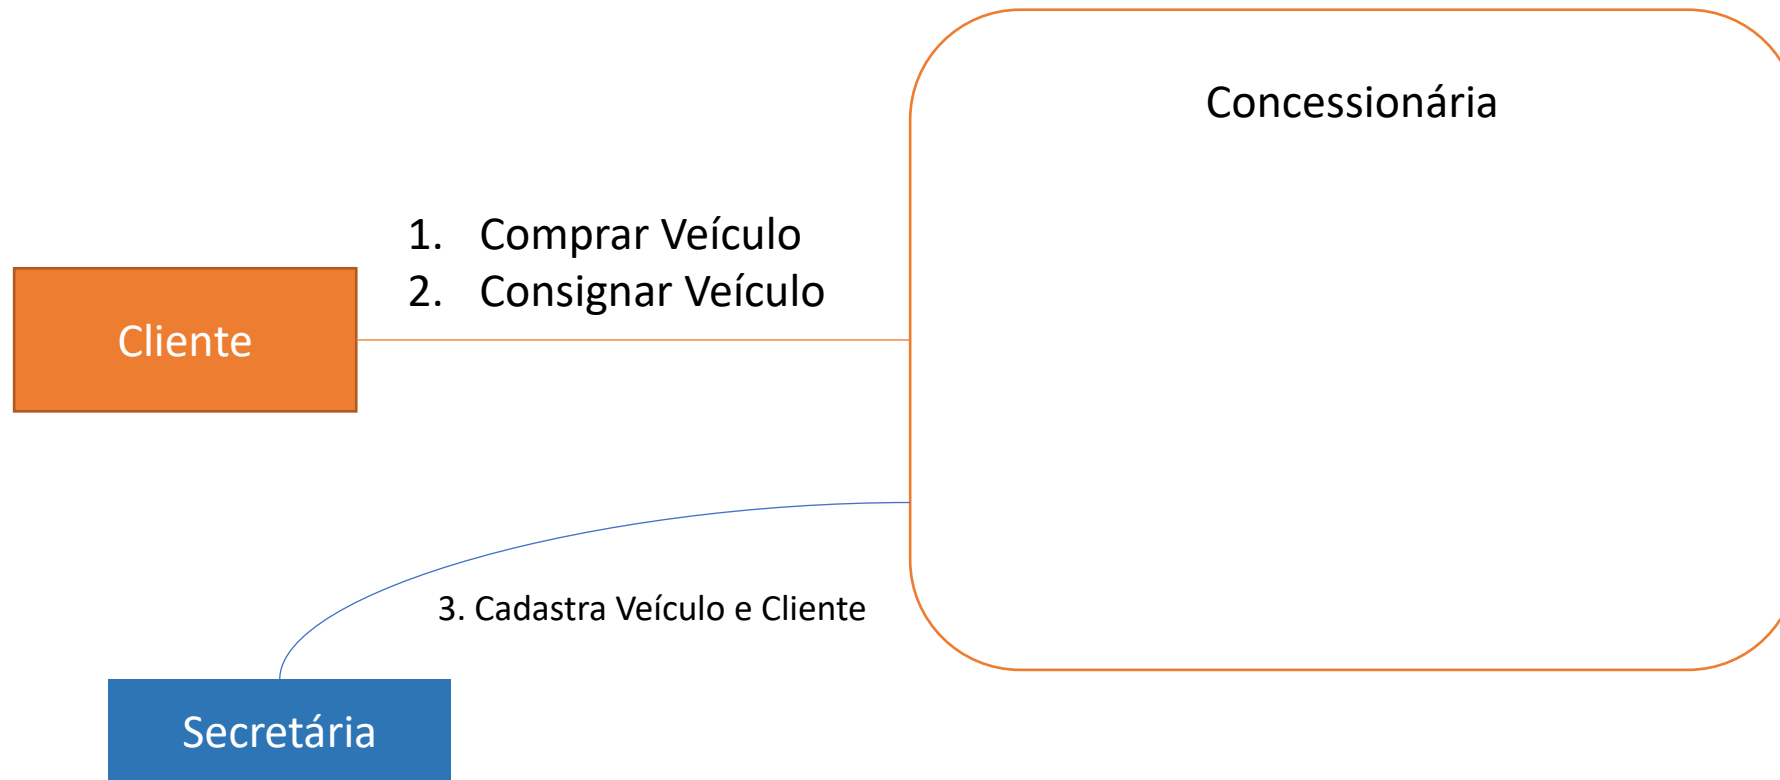 Concessionária
1. Comprar Veículo
2. Consignar Veículo
Cliente
3. Cadastra Veículo e Cliente
Secretária